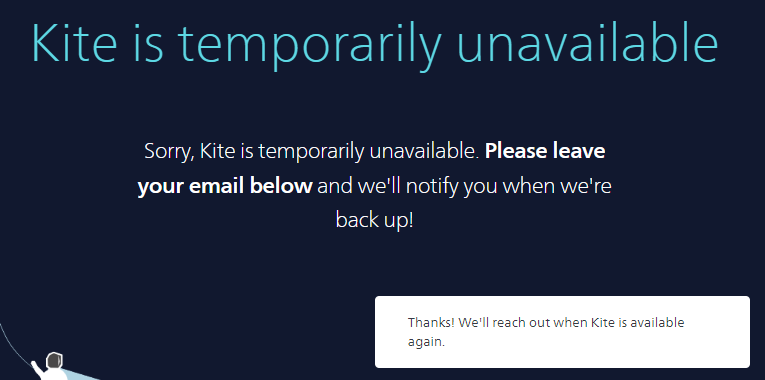 Kite is temporarily unavailable
Sorry, Kite is temporarily unavailable. Please leave
your email below and we'll notify you when we're
back up!
Thanks! We'll reach out when Kite is available
again.